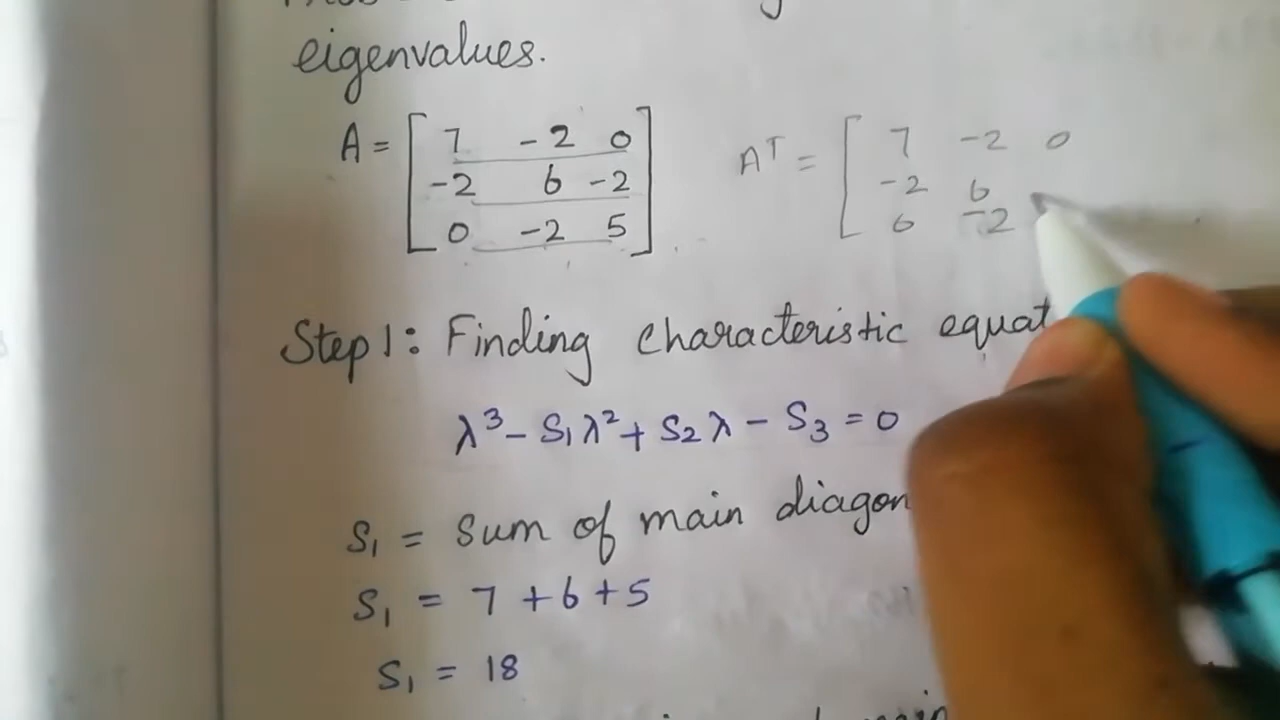 eigenvalues.
A = [ 7 -2 0
-2 6 -2
0 -2 5 ]
Aᵀ = [ 7 -2 0
-2 6
6 -2
Step 1: Finding characteristic equat
λ³ - S₁λ² + S₂λ - S₃ = 0
S₁ = Sum of main diagon
S₁ = 7 + 6 + 5
S₁ = 18